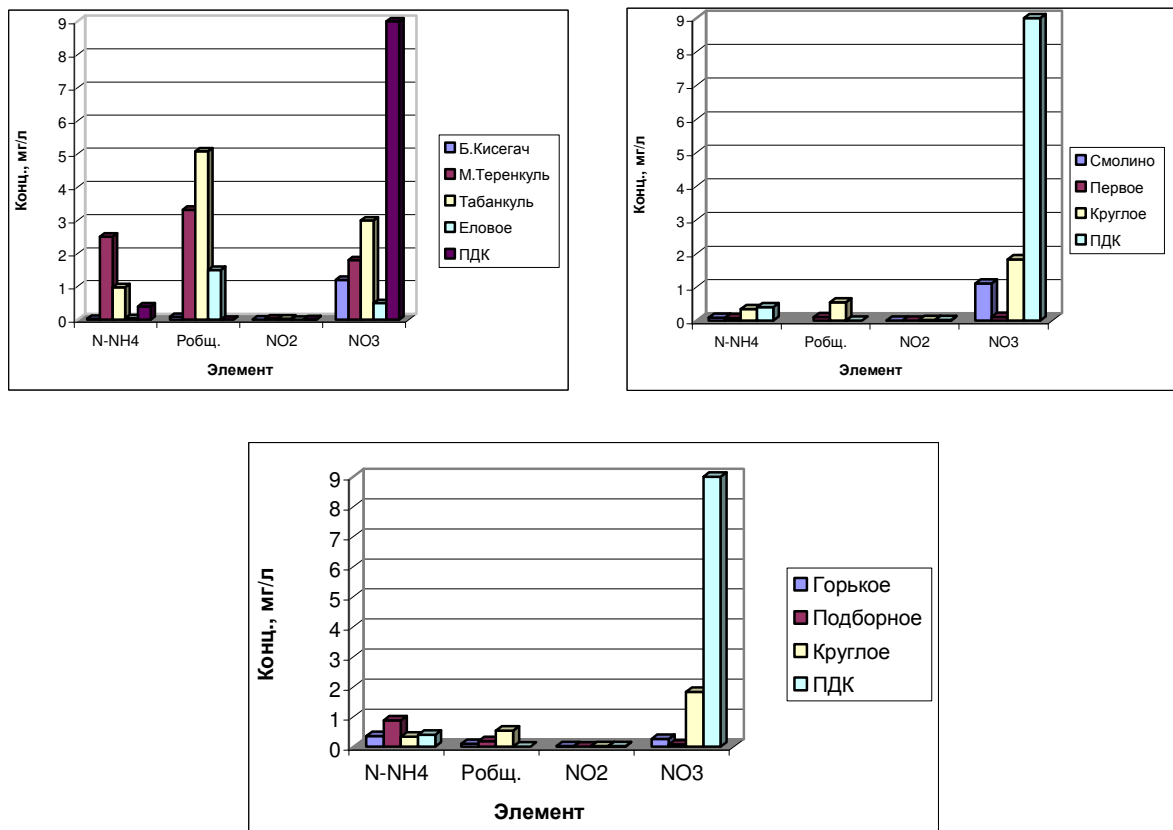 9
8
7
6
5
4
3
2
1
0
Конц., мг/л
N-NH4 Pобщ. NO2 NO3
Элемент
Б.Кисегач
М.Теренкуль
Табанкуль
Еловое
ПДК
9
8
7
6
5
4
3
2
1
0
Конц., мг/л
N-NH4 Pобщ. NO2 NO3
Элемент
Смолино
Первое
Круглое
ПДК
9
8
7
6
5
4
3
2
1
0
Конц., мг/л
N-NH4 Pобщ. NO2 NO3
Элемент
Горькое
Подборное
Круглое
ПДК